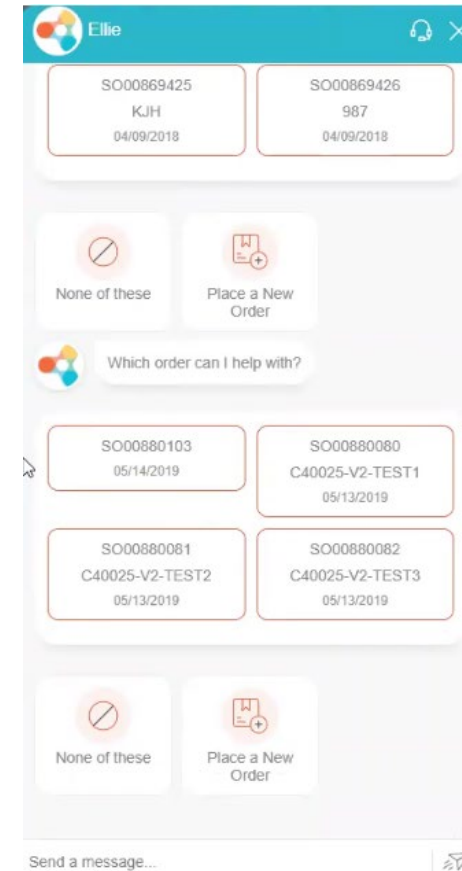 Ellie
SO00869425
KJH
04/09/2018
SO00869426
987
04/09/2018
None of these
Place a New
Order
Which order can I help with?
SO00880103
05/14/2019
SO00880080
C40025-V2-TEST1
05/13/2019
SO00880081
C40025-V2-TEST2
05/13/2019
SO00880082
C40025-V2-TEST3
05/13/2019
None of these
Place a New
Order
Send a message...